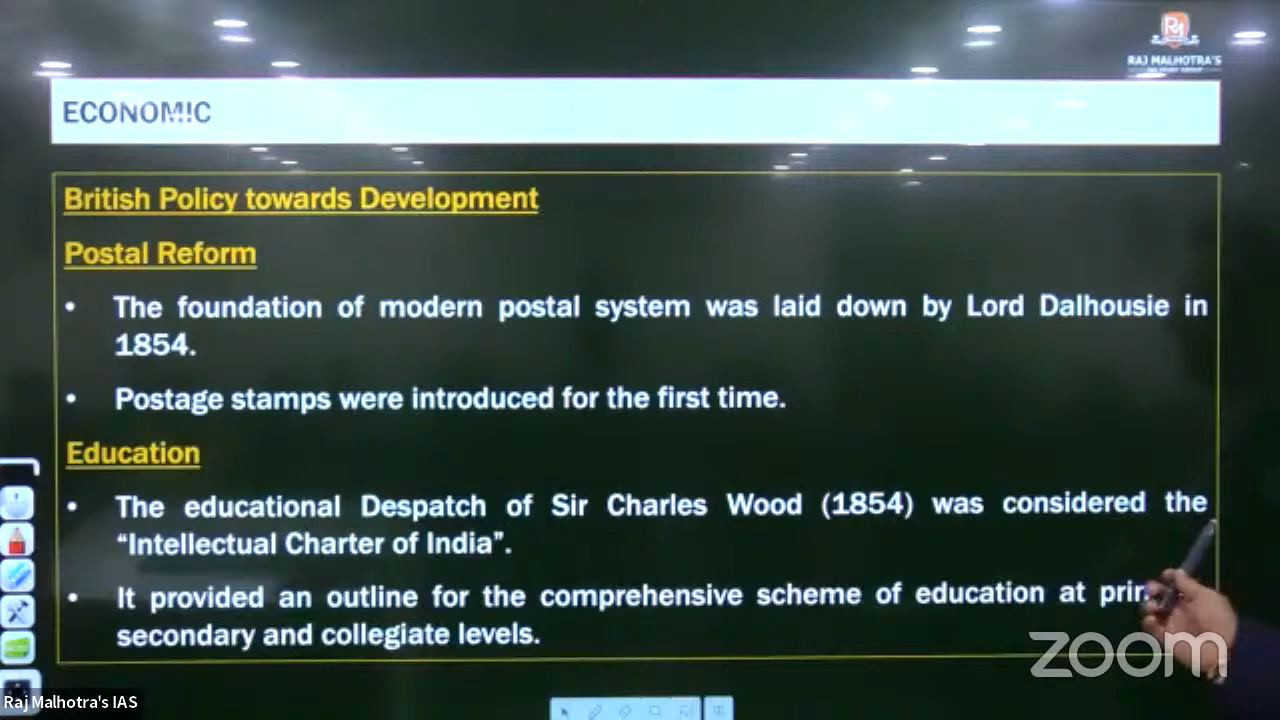 RM
RAJ MALHOTRA'S
ECONOMIC
British Policy towards Development
Postal Reform
• The foundation of modern postal system was laid down by Lord Dalhousie in
1854.
• Postage stamps were introduced for the first time.
Education
• The educational Despatch of Sir Charles Wood (1854) was considered the
“Intellectual Charter of India”.
• It provided an outline for the comprehensive scheme of education at
secondary and collegiate levels.
zoom
Raj Malhotra's IAS